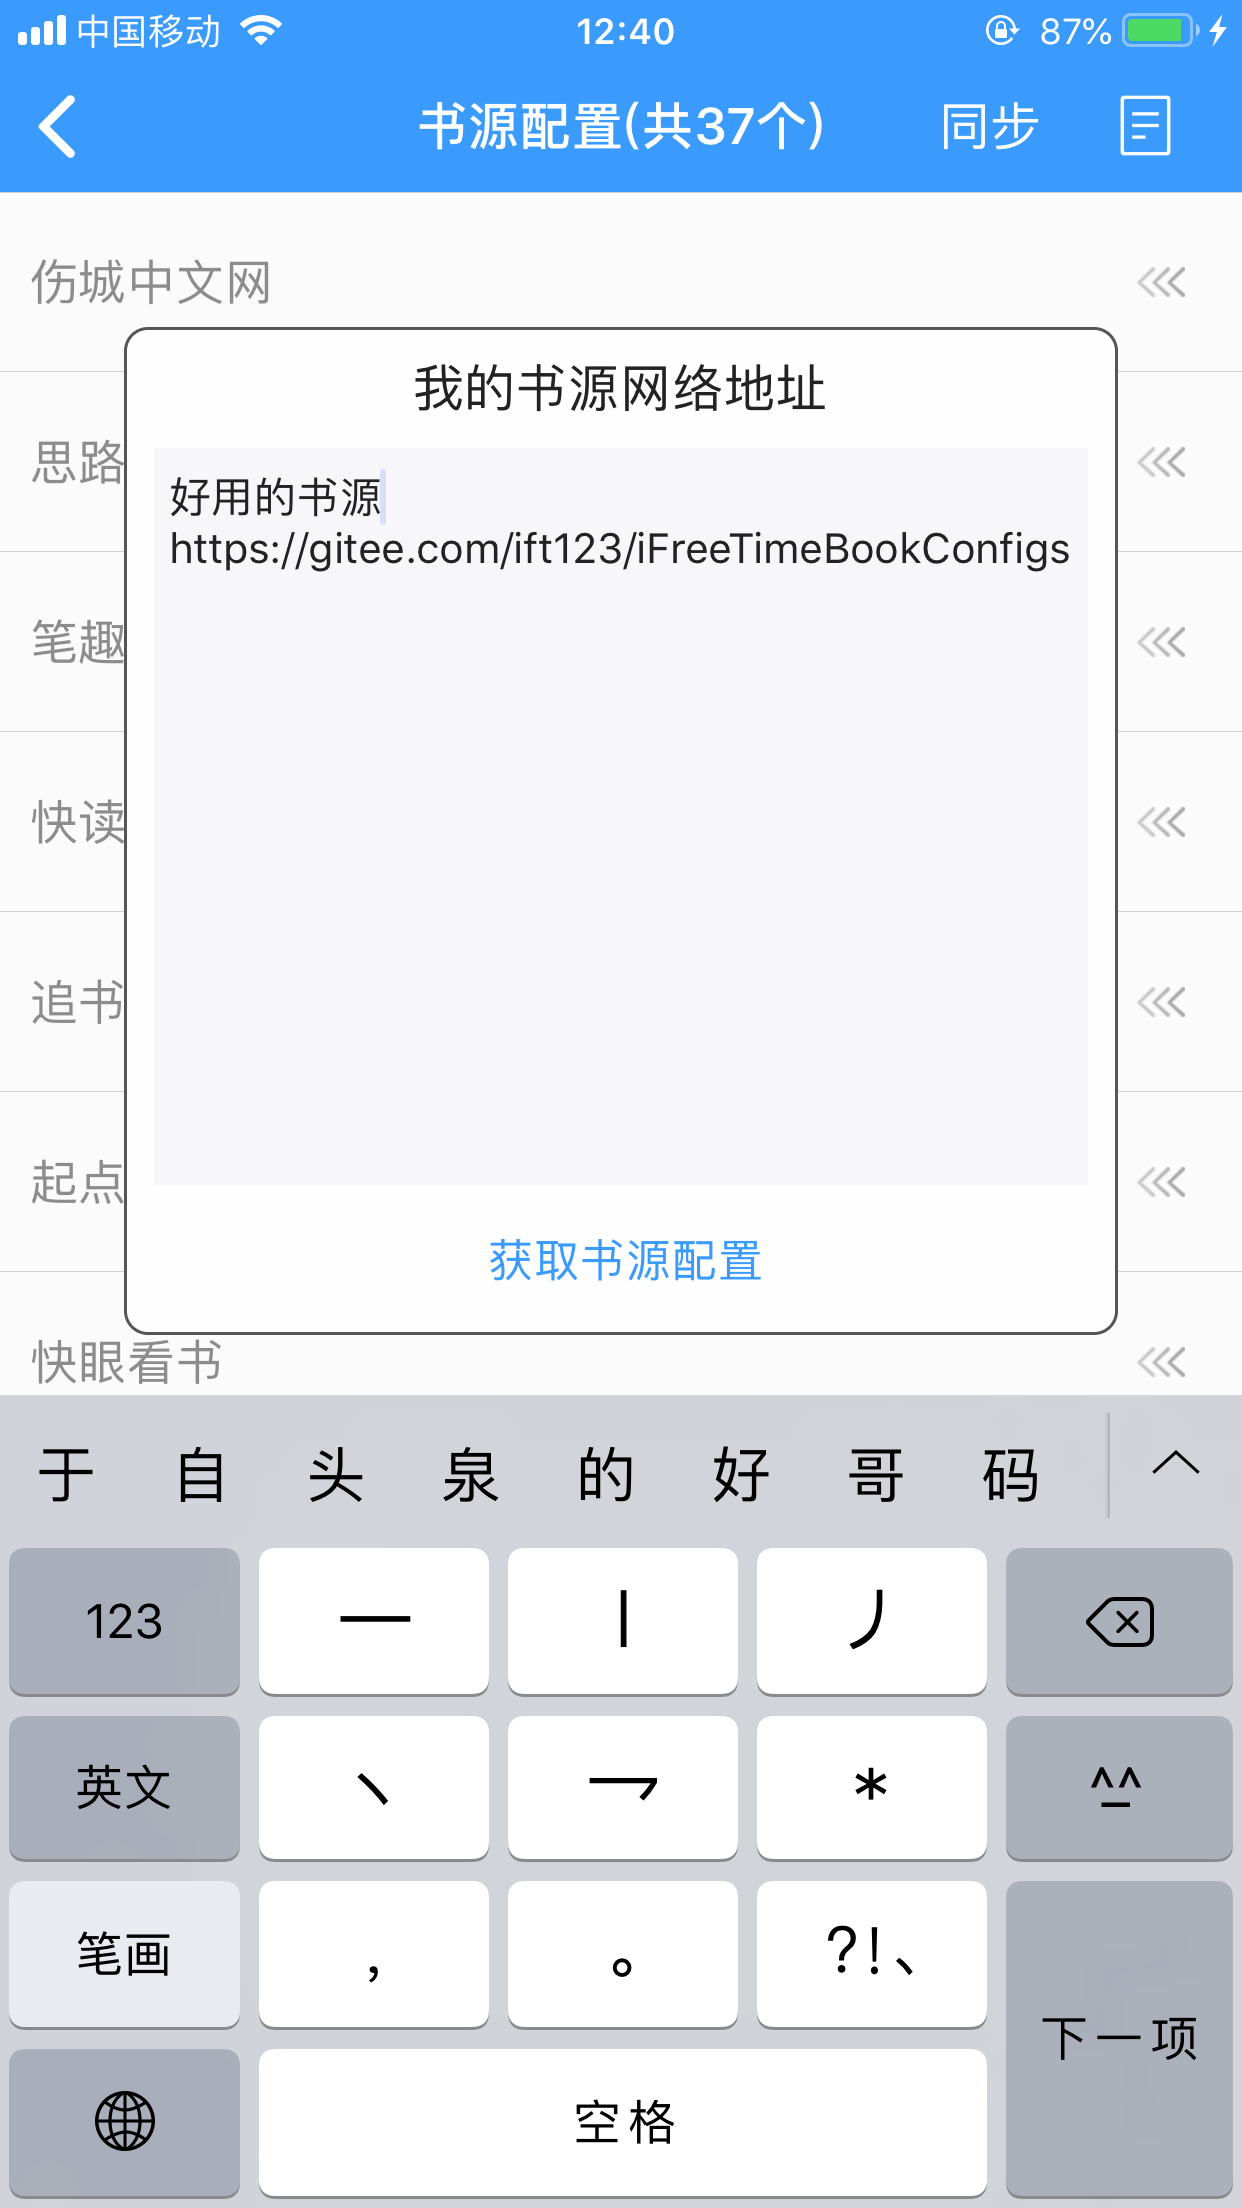 中国移动 12:40 87%
书源配置(共37个) 同步
伤城中文网
我的书源网络地址
思路
好用的书源
https://gitee.com/ift123/iFreeTimeBookConfigs
笔趣
快读
追书
起点
获取书源配置
快眼看书
于 自 头 泉 的 好 哥 码
123 一 丨 丿
英文 丶 乛 * ^_^
笔画 , 。 ?!、
下一项
空格